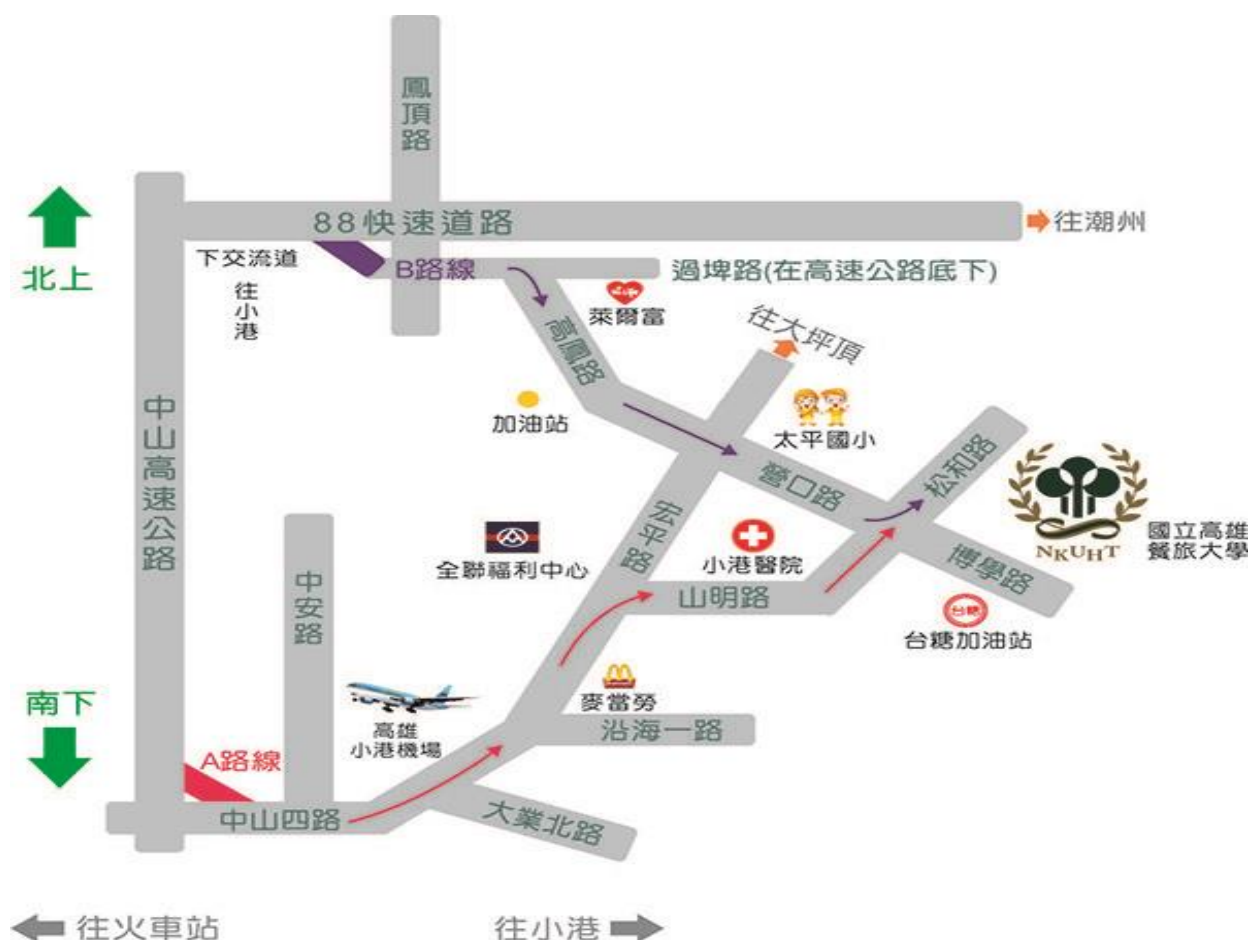 鳳頂路
88快速道路
往潮州
北上
下交流道
往小港
B路線
過埤路(在高速公路底下)
萊爾富
高鳳路
往大坪頂
加油站
太平國小
中山高速公路
營口路
松和路
NKUHT
國立高雄
餐旅大學
宏平路
全聯福利中心
小港醫院
博學路
中安路
山明路
台糖
台糖加油站
南下
麥當勞
高雄
小港機場
沿海一路
A路線
中山四路
大業北路
往火車站
往小港